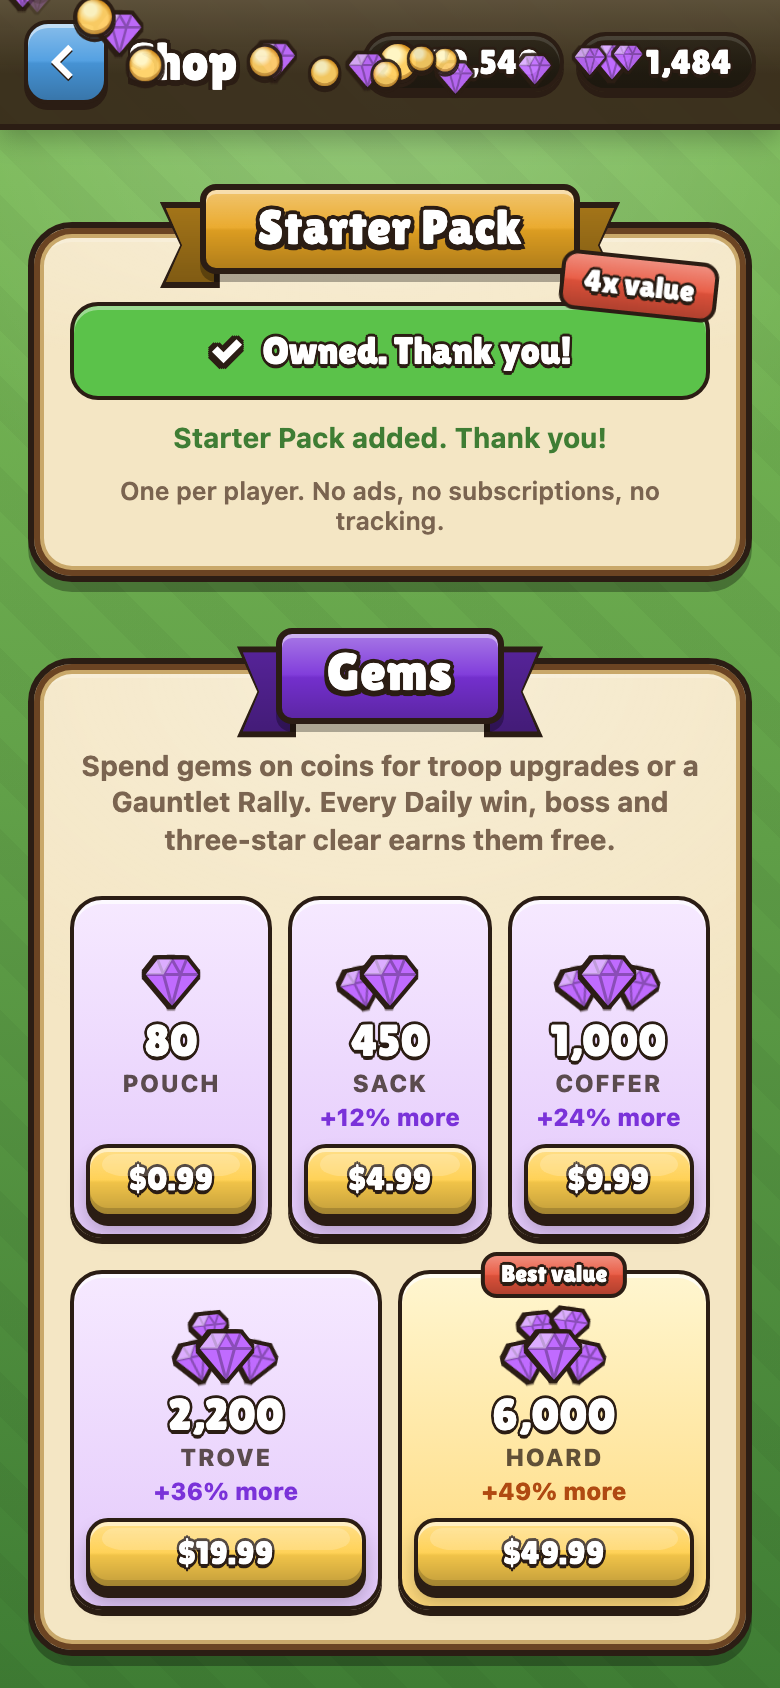 1,484
Starter Pack
4x value
Owned. Thank you!
Starter Pack added. Thank you!
One per player. No ads, no subscriptions, no
tracking.
Gems
Spend gems on coins for troop upgrades or a
Gauntlet Rally. Every Daily win, boss and
three-star clear earns them free.
80
POUCH
$0.99
450
SACK
+12% more
$4.99
1,000
COFFER
+24% more
$9.99
2,200
TROVE
+36% more
$19.99
Best value
6,000
HOARD
+49% more
$49.99